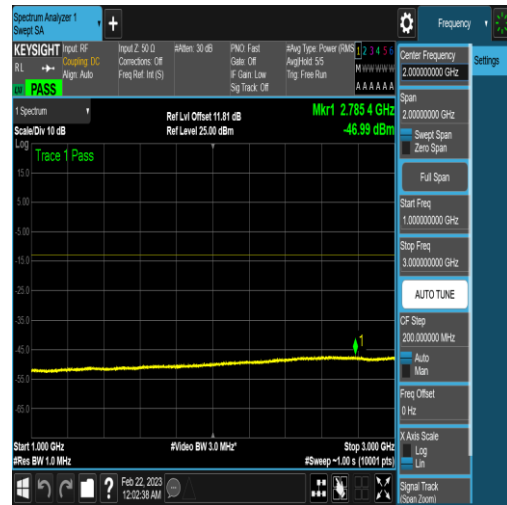 Spectrum Analyzer 1
Swept SA
Frequency
KEYSIGHT
RL
PASS
Input: RF
Coupling: DC
Align: Auto
Input Z: 50 Ω
Corrections: Off
Freq Ref: Int (S)
#Atten: 30 dB
PNO: Fast
Gate: Off
IF Gain: Low
Sig Track: Off
#Avg Type: Power (RMS
Avg|Hold: 5/5
Trig: Free Run
1 2 3 4 5 6
M W W W W W
A A A A A A
1 Spectrum
Scale/Div 10 dB
Ref Lvl Offset 11.81 dB
Ref Level 25.00 dBm
Mkr1 2.785 4 GHz
-46.99 dBm
Log
Trace 1 Pass
15.0
5.00
-5.00
-15.0
-25.0
-35.0
-45.0
-55.0
-65.0
1
Start 1.000 GHz
#Res BW 1.0 MHz
#Video BW 3.0 MHz*
Stop 3.000 GHz
#Sweep ~1.00 s (10001 pts)
Feb 22, 2023
12:02:38 AM
Center Frequency
2.000000000 GHz
Settings
Span
2.00000000 GHz
Swept Span
Zero Span
Full Span
Start Freq
1.000000000 GHz
Stop Freq
3.000000000 GHz
AUTO TUNE
CF Step
200.000000 MHz
Auto
Man
Freq Offset
0 Hz
X Axis Scale
Log
Lin
Signal Track
(Span Zoom)